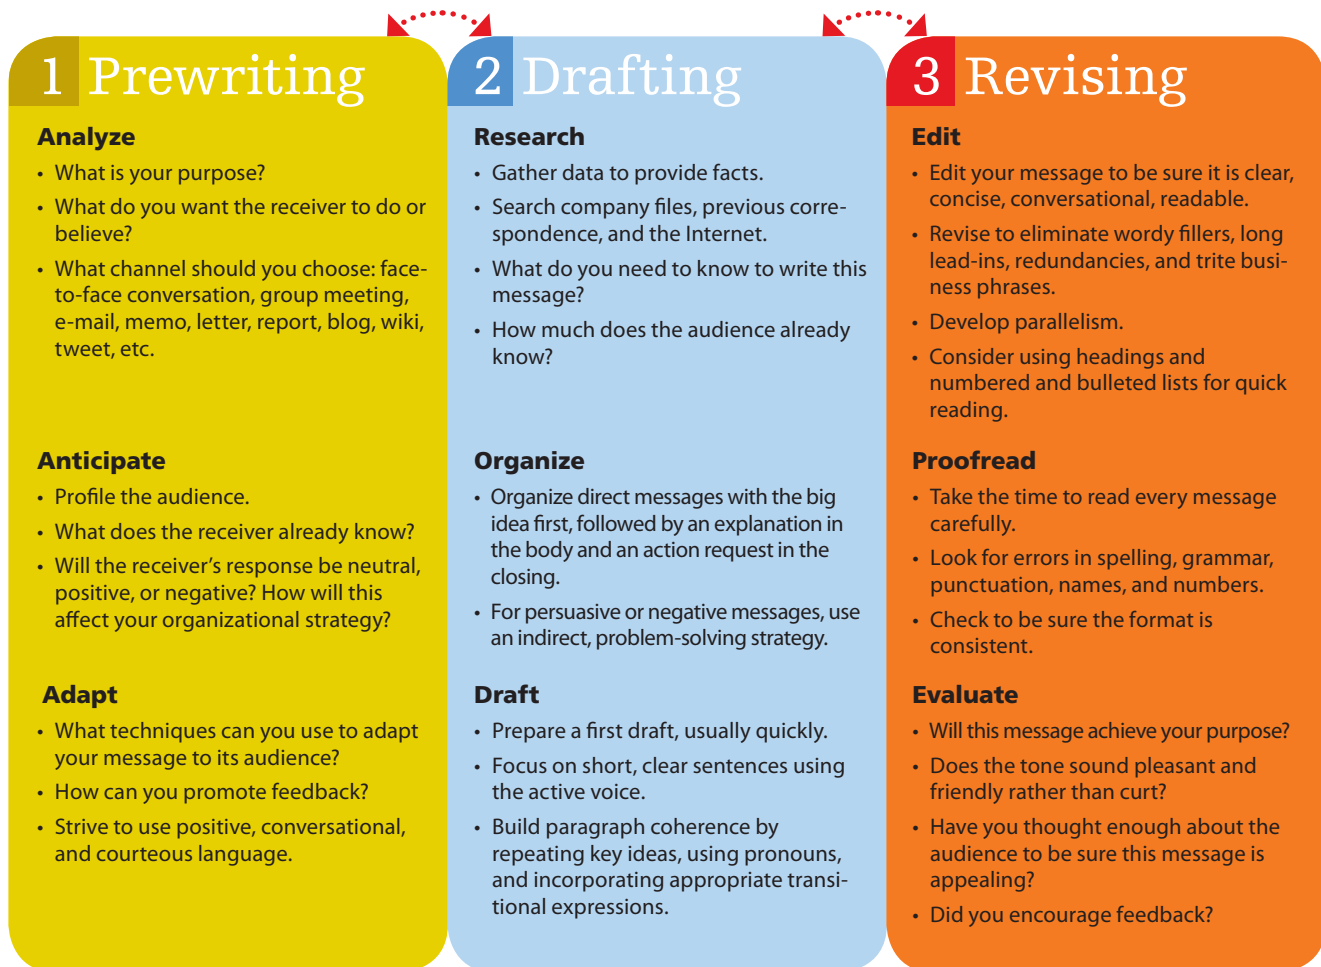 1 Prewriting
Analyze
• What is your purpose?
• What do you want the receiver to do or
believe?
• What channel should you choose: face-
to-face conversation, group meeting,
e-mail, memo, letter, report, blog, wiki,
tweet, etc.
Anticipate
• Profile the audience.
• What does the receiver already know?
• Will the receiver’s response be neutral,
positive, or negative? How will this
affect your organizational strategy?
Adapt
• What techniques can you use to adapt
your message to its audience?
• How can you promote feedback?
• Strive to use positive, conversational,
and courteous language.
2 Drafting
Research
• Gather data to provide facts.
• Search company files, previous corre-
spondence, and the Internet.
• What do you need to know to write this
message?
• How much does the audience already
know?
Organize
• Organize direct messages with the big
idea first, followed by an explanation in
the body and an action request in the
closing.
• For persuasive or negative messages, use
an indirect, problem-solving strategy.
Draft
• Prepare a first draft, usually quickly.
• Focus on short, clear sentences using
the active voice.
• Build paragraph coherence by
repeating key ideas, using pronouns,
and incorporating appropriate transi-
tional expressions.
3 Revising
Edit
• Edit your message to be sure it is clear,
concise, conversational, readable.
• Revise to eliminate wordy fillers, long
lead-ins, redundancies, and trite busi-
ness phrases.
• Develop parallelism.
• Consider using headings and
numbered and bulleted lists for quick
reading.
Proofread
• Take the time to read every message
carefully.
• Look for errors in spelling, grammar,
punctuation, names, and numbers.
• Check to be sure the format is
consistent.
Evaluate
• Will this message achieve your purpose?
• Does the tone sound pleasant and
friendly rather than curt?
• Have you thought enough about the
audience to be sure this message is
appealing?
• Did you encourage feedback?